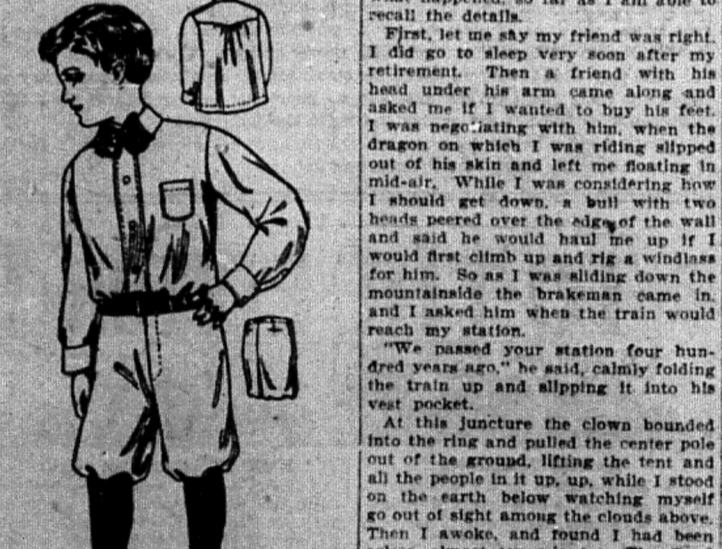 recall the details.
First, let me say my friend was right.
I did go to sleep very soon after my
retirement. Then a friend with his
head under his arm came along and
asked me if I wanted to buy his feet.
I was negotiating with him, when the
dragon on which I was riding slipped
out of his skin and left me floating in
mid-air. While I was considering how
I should get down, a bull with two
heads peered over the edge of the wall
and said he would haul me up if I
would first climb up and rig a windlass
for him. So as I was sliding down the
mountainside the brakeman came in,
and I asked him when the train would
reach my station.
"We passed your station four hun-
dred years ago," he said, calmly folding
the train up and slipping it into his
vest pocket.
At this juncture the clown bounded
into the ring and pulled the center pole
out of the ground, lifting the tent and
all the people in it up, up, while I stood
on the earth below watching myself
go out of sight among the clouds above.
Then I awoke, and found I had been